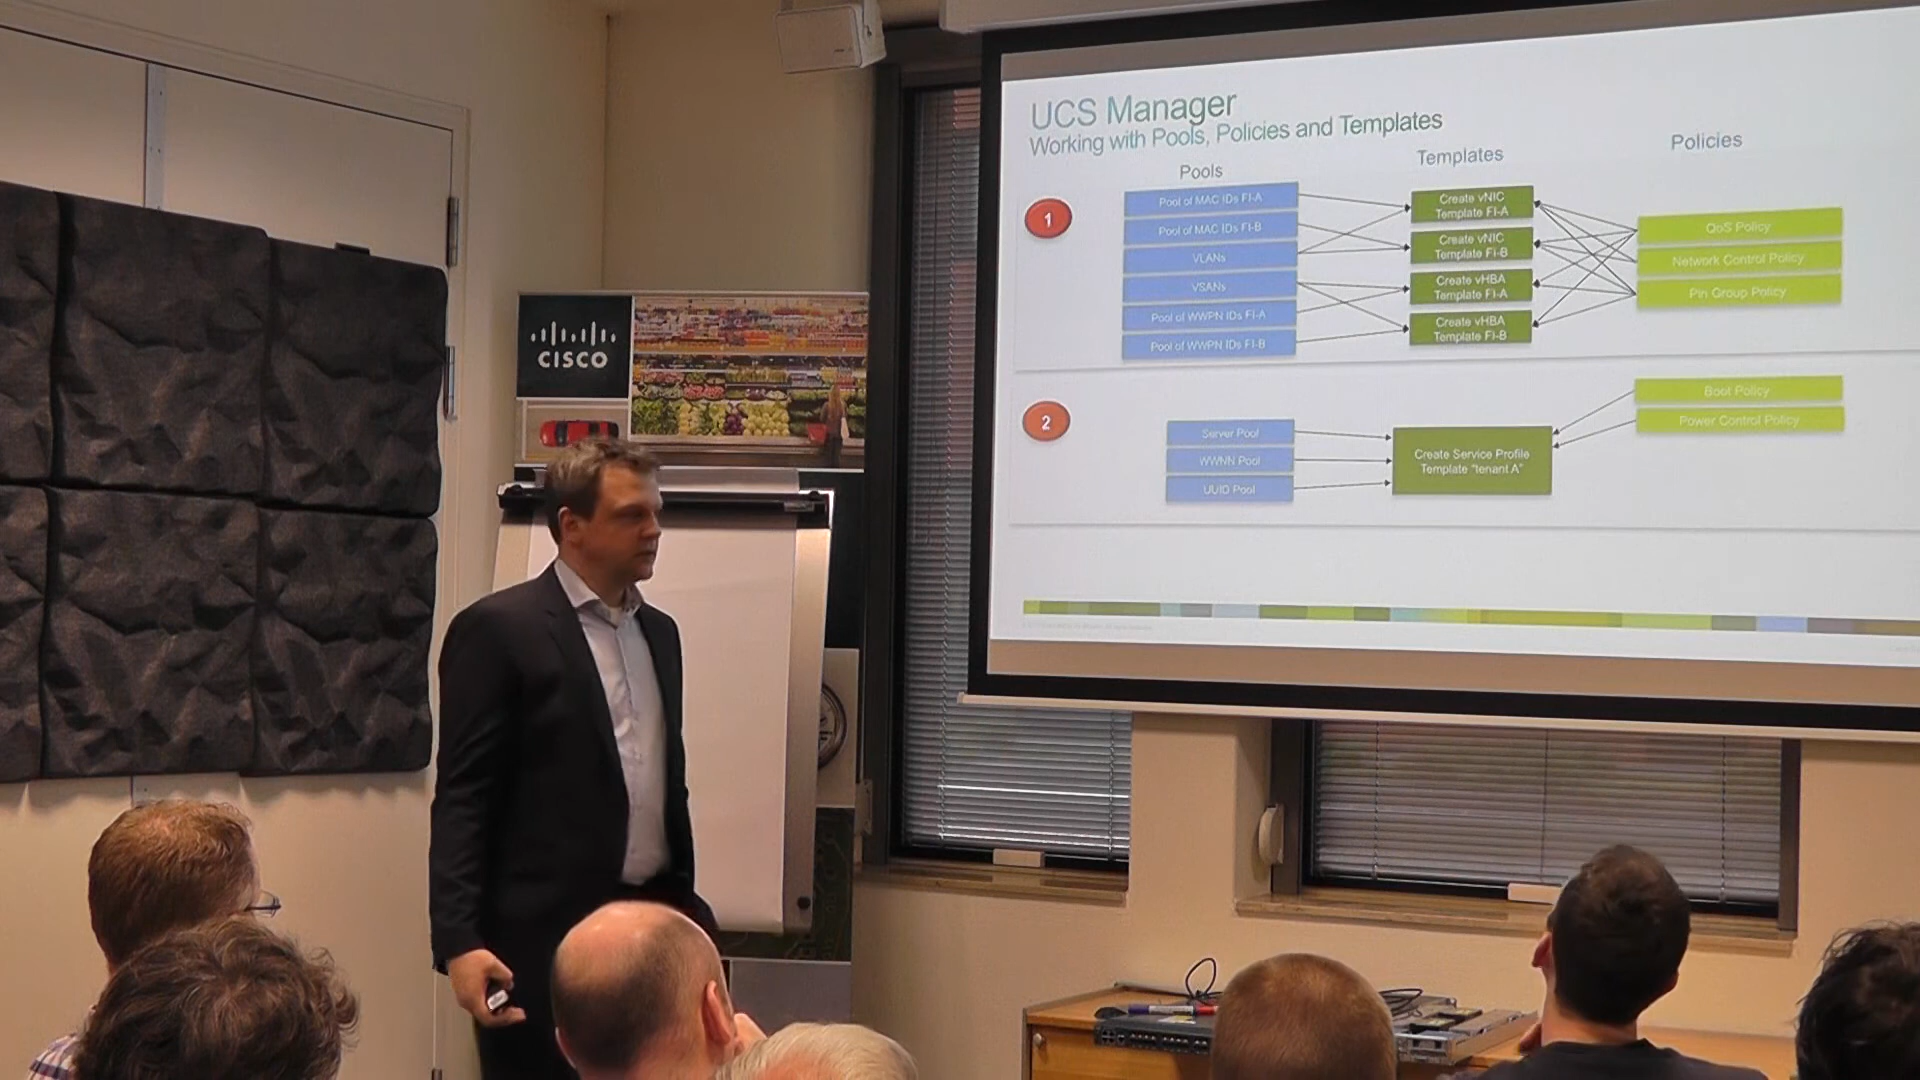 UCS Manager
Working with Pools, Policies and Templates
Pools
Templates
Policies
1
Pool of MAC IDs FI-A
Pool of MAC IDs FI-B
VLANs
VSANs
Pool of WWPN IDs FI-A
Pool of WWPN IDs FI-B
Create vNIC
Template FI-A
Create vNIC
Template FI-B
Create vHBA
Template FI-A
Create vHBA
Template FI-B
QoS Policy
Network Control Policy
Pin Group Policy
2
Server Pool
WWNN Pool
UUID Pool
Create Service Profile
Template "tenant A"
Boot Policy
Power Control Policy
CISCO